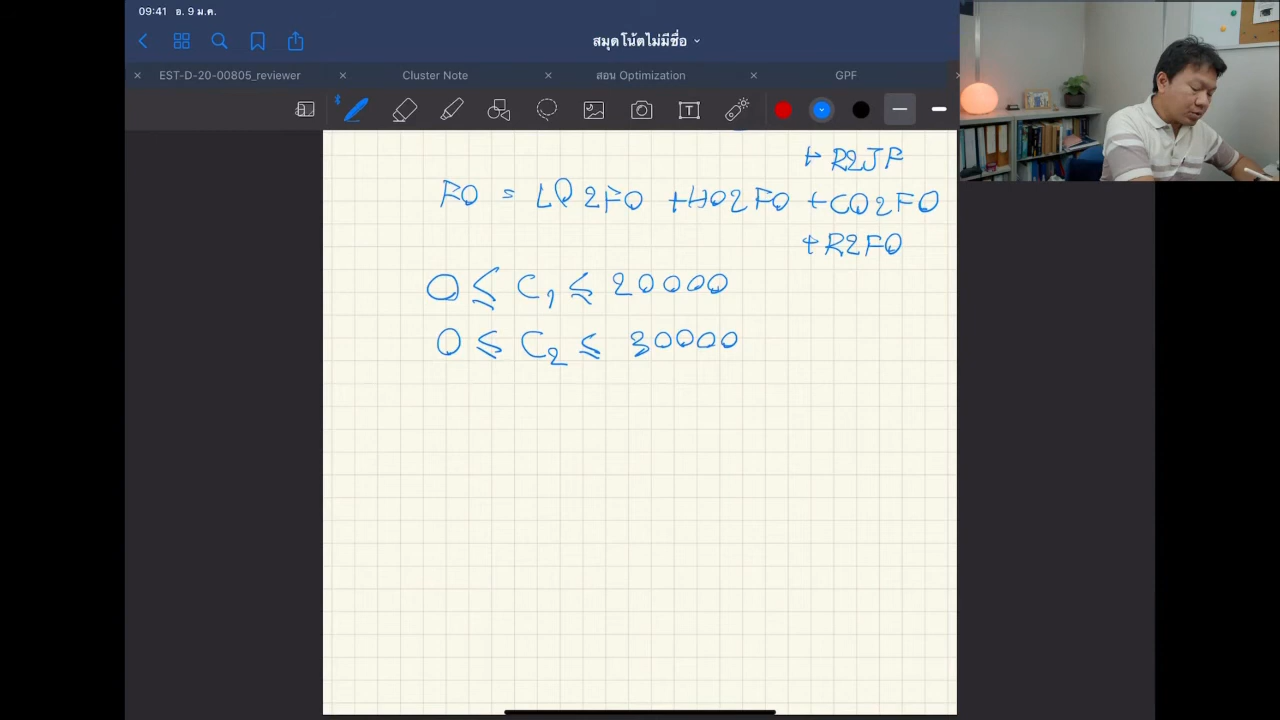 09:41 อ. 9 ม.ค.
สมุดโน้ตไม่มีชื่อ
EST-D-20-00805_reviewer
Cluster Note
สอน Optimization
GPF
+ R2JF
FO = LO2FO + HO2FO + CO2FO
+ R2FO
0 ≤ C₁ ≤ 20000
0 ≤ C₂ ≤ 30000